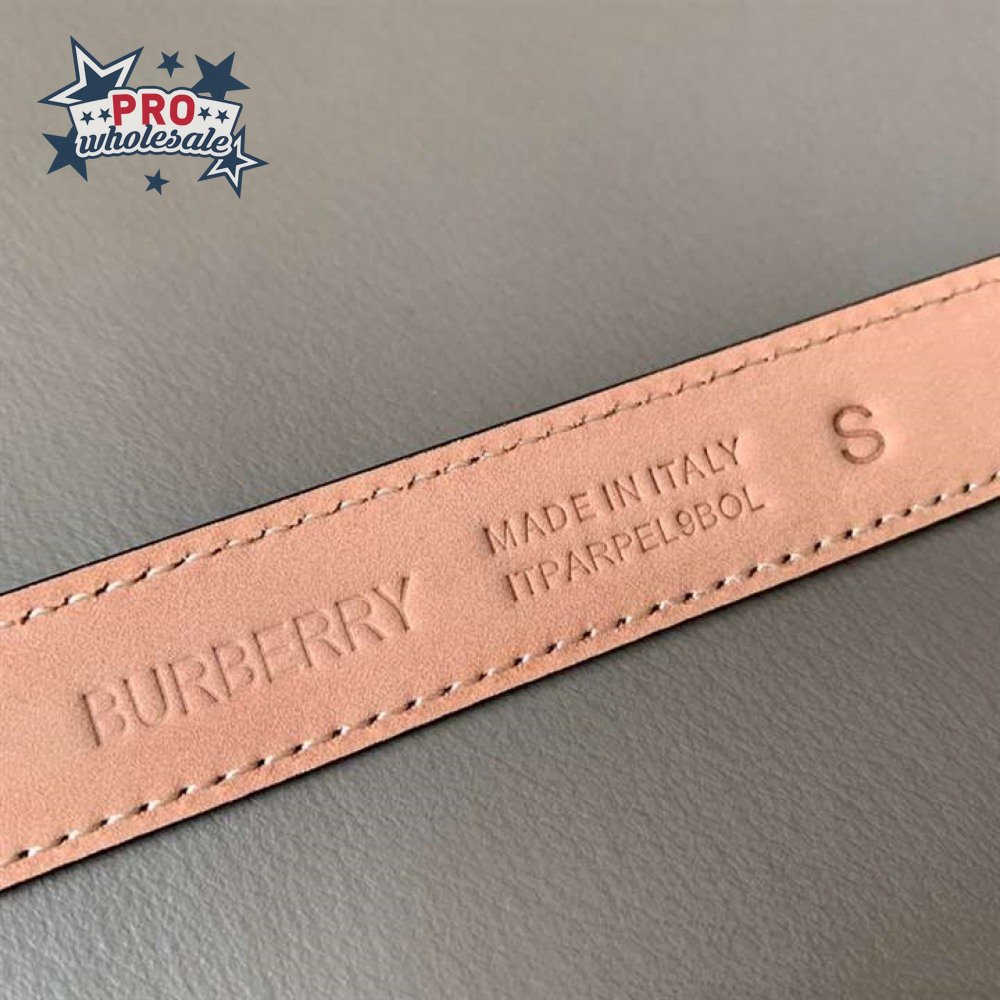 PRO
wholesale
BURBERRY
MADE IN ITALY
ITPARPEL9BOL
S